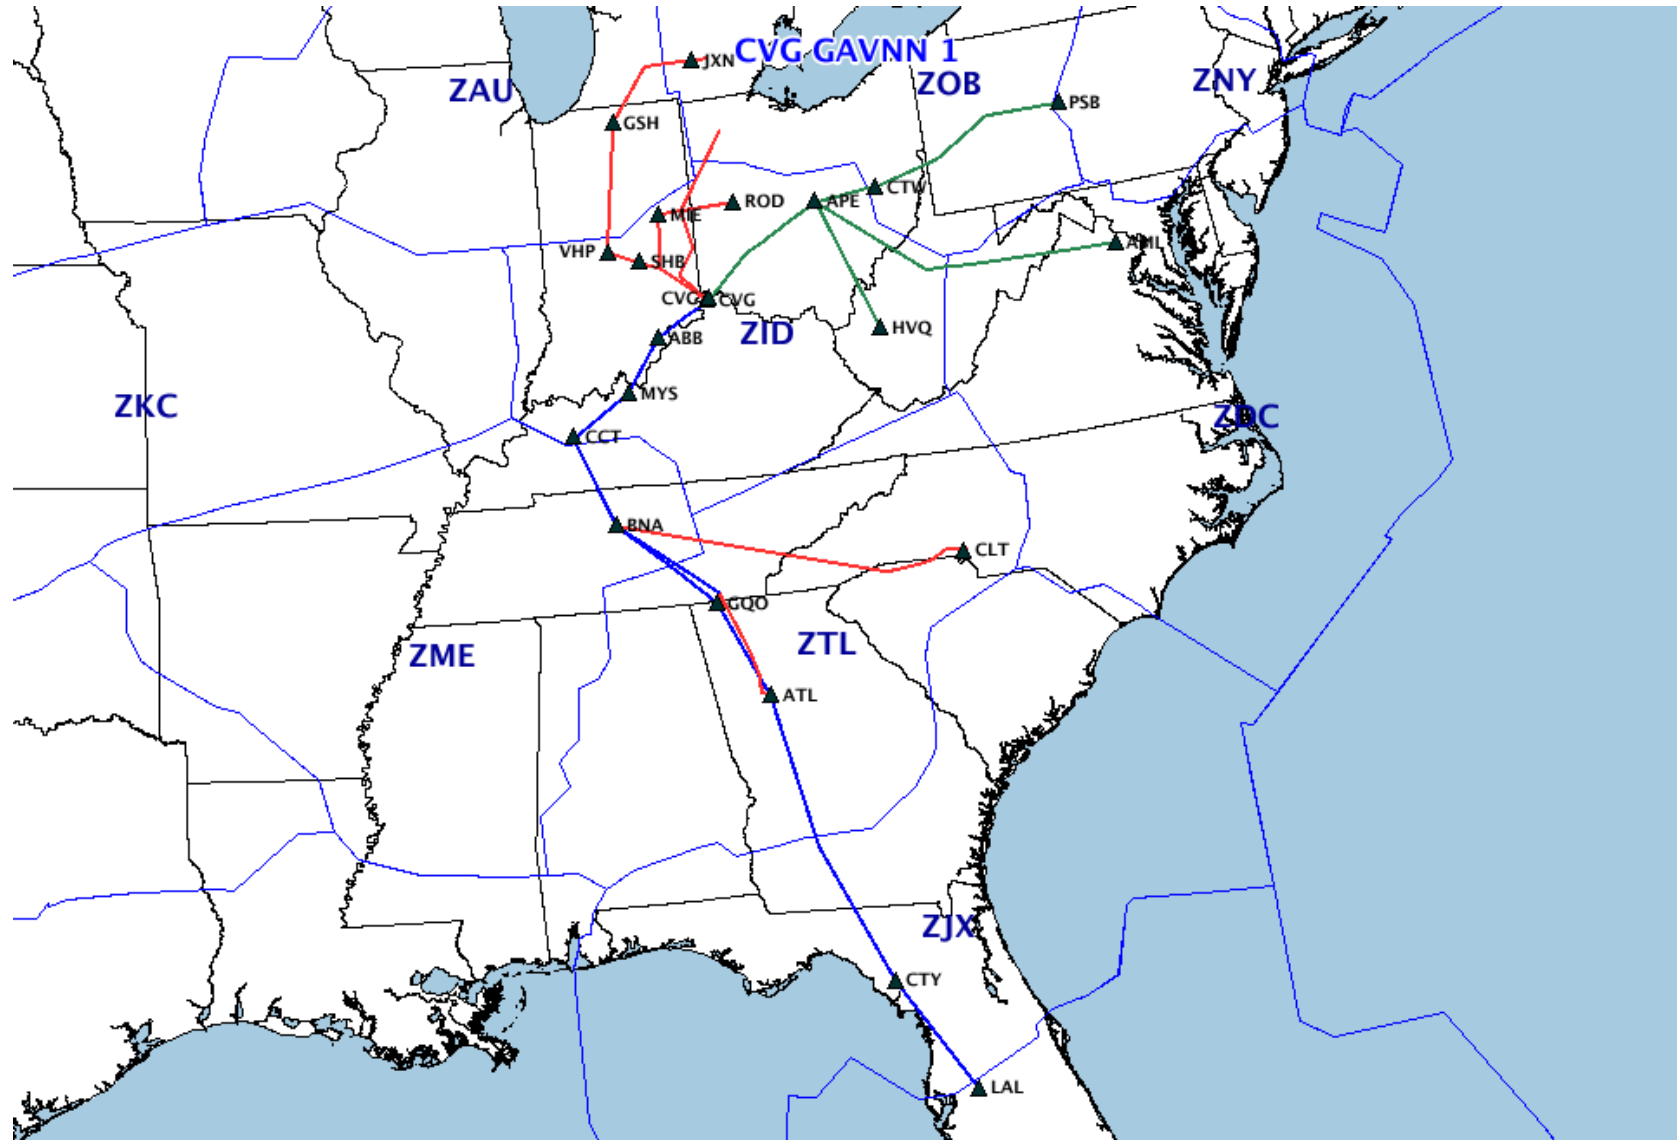 CVG GAVNN 1
JXN
ZAU
ZOB
ZNY
PSB
GSH
CTW
ROD
APE
MIE
AML
VHP
SHB
CVG
CVG
HVQ
ZID
ABB
MYS
ZKC
ZDC
CCT
BNA
CLT
GQO
ZME
ZTL
ATL
ZJX
CTY
LAL